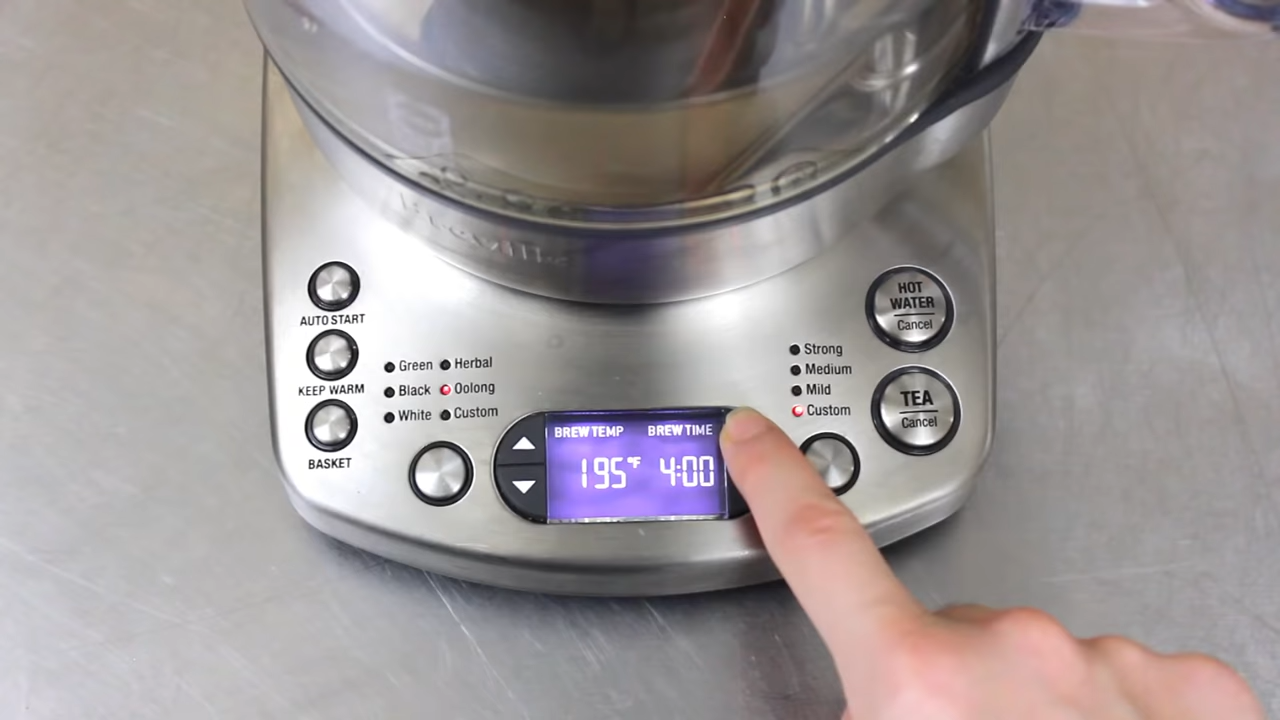 Breville
AUTO START
KEEP WARM
BASKET
Green Herbal
Black Oolong
White Custom
BREW TEMP BREW TIME
195°F 4:00
Strong
Medium
Mild
Custom
HOT
WATER
Cancel
TEA
Cancel